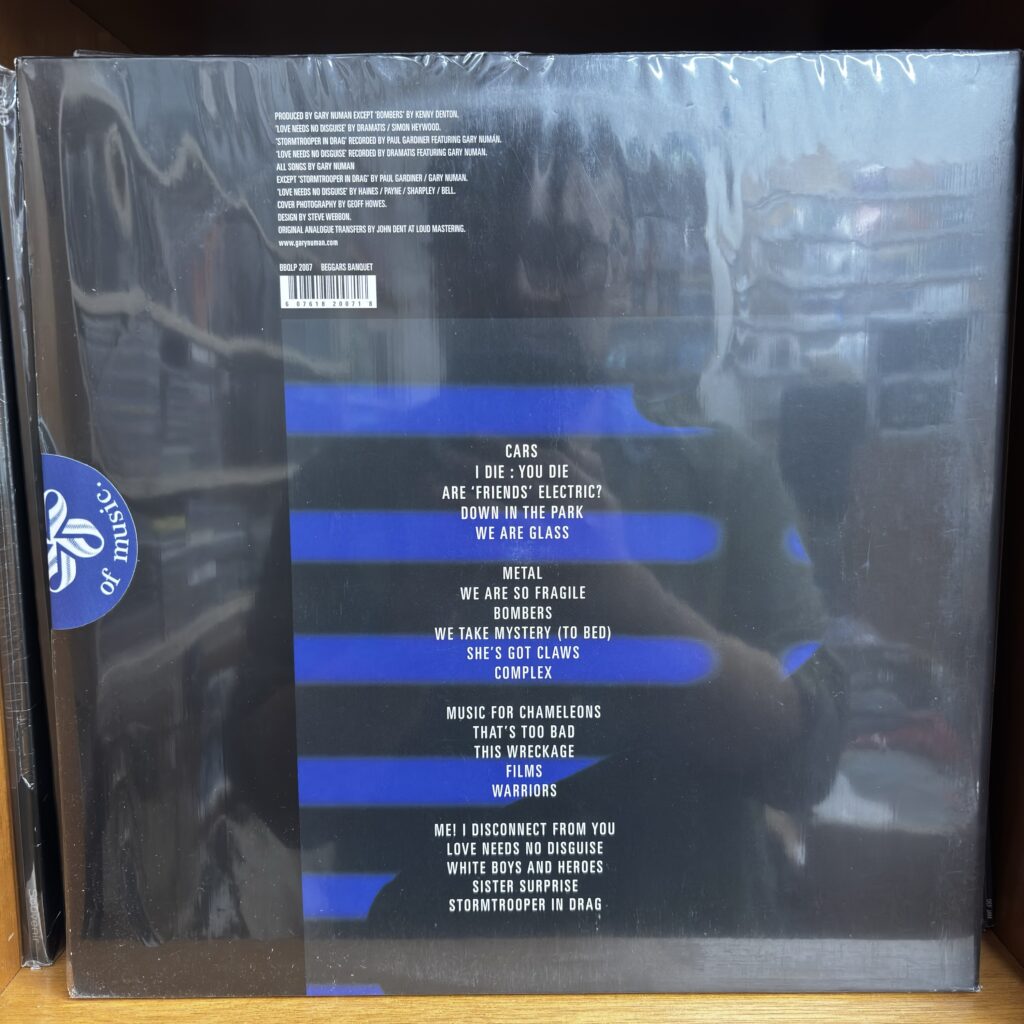 PRODUCED BY GARY NUMAN EXCEPT 'BOMBERS' BY KENNY DENTON.
'LOVE NEEDS NO DISGUISE' BY DRAMATIS / SIMON HEYWOOD.
'STORMTROOPER IN DRAG' RECORDED BY PAUL GARDINER FEATURING GARY NUMAN.
'LOVE NEEDS NO DISGUISE' RECORDED BY DRAMATIS FEATURING GARY NUMAN.
ALL SONGS BY GARY NUMAN
EXCEPT 'STORMTROOPER IN DRAG' BY PAUL GARDINER / GARY NUMAN.
'LOVE NEEDS NO DISGUISE' BY HAINES / PAYNE / SHARPLEY / BELL.
COVER PHOTOGRAPHY BY GEOFF HOWES.
DESIGN BY STEVE WEBBON.
ORIGINAL ANALOGUE TRANSFERS BY JOHN DENT AT LOUD MASTERING.
www.garynuman.com
BBQLP 2007 BEGGARS BANQUET
6 07618 20071 8
CARS
I DIE : YOU DIE
ARE 'FRIENDS' ELECTRIC?
DOWN IN THE PARK
WE ARE GLASS
METAL
WE ARE SO FRAGILE
BOMBERS
WE TAKE MYSTERY (TO BED)
SHE'S GOT CLAWS
COMPLEX
MUSIC FOR CHAMELEONS
THAT'S TOO BAD
THIS WRECKAGE
FILMS
WARRIORS
ME! I DISCONNECT FROM YOU
LOVE NEEDS NO DISGUISE
WHITE BOYS AND HEROES
SISTER SURPRISE
STORMTROOPER IN DRAG
of music.